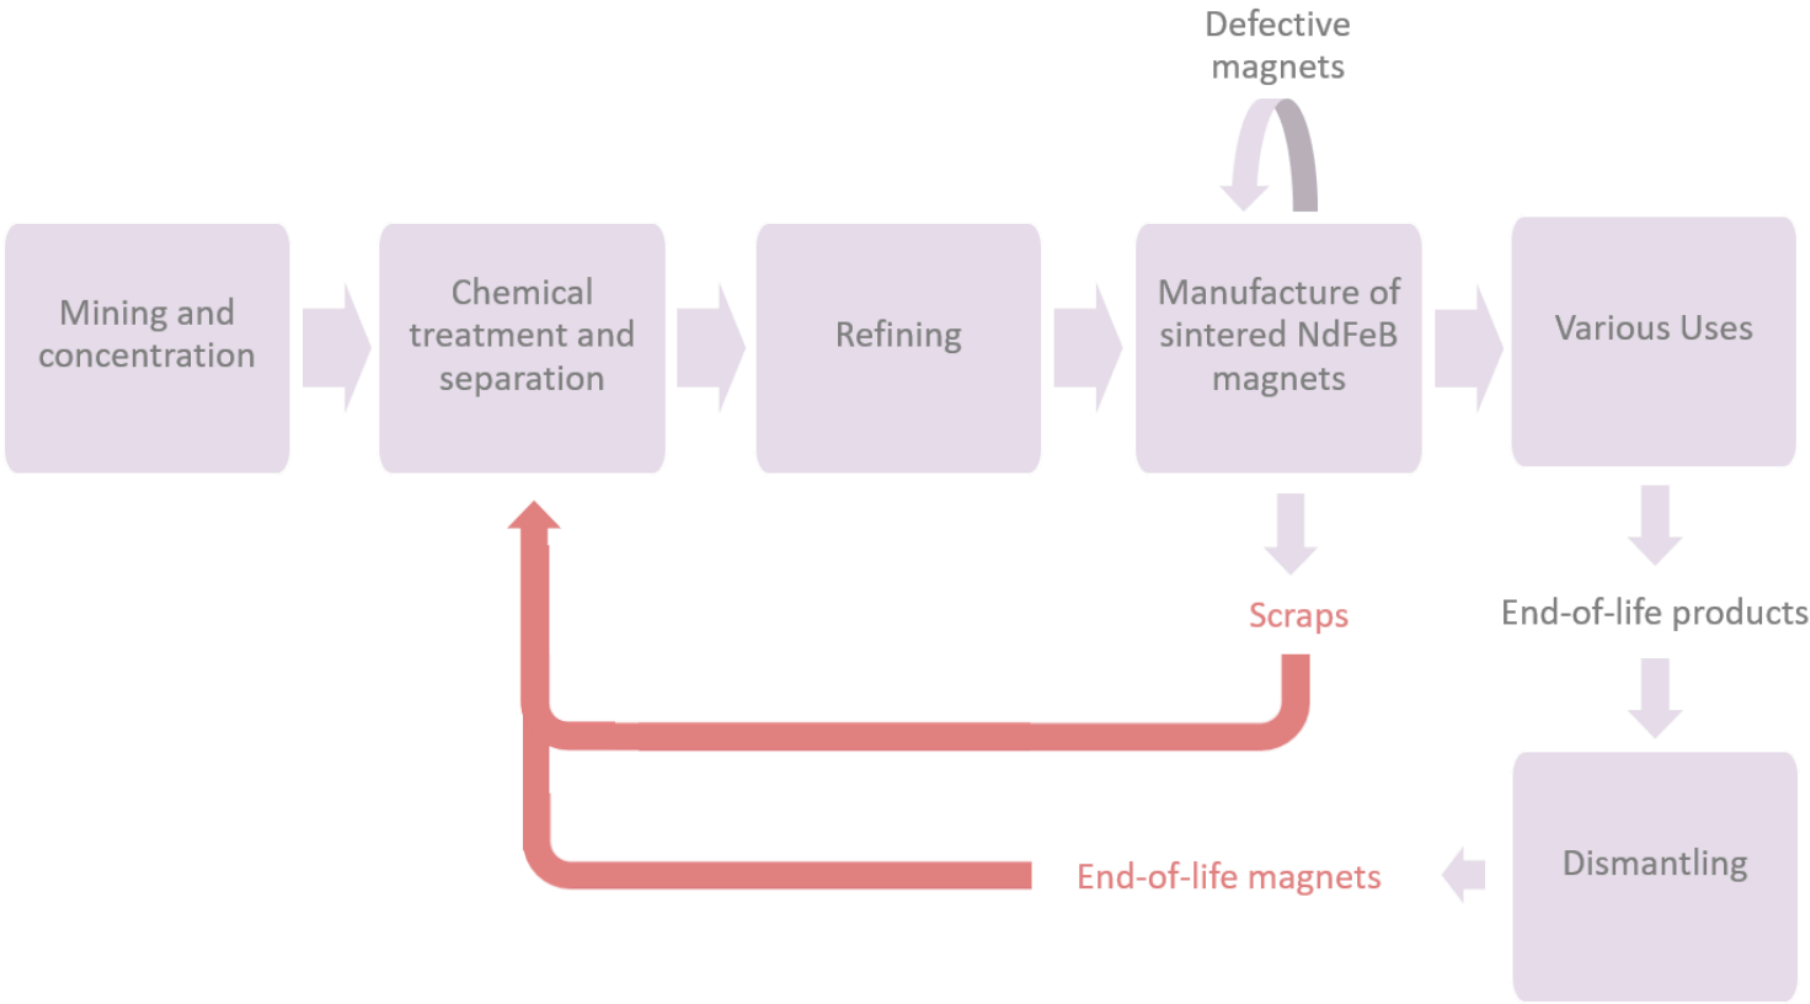 Defective
magnets
Mining and
concentration
Chemical
treatment and
separation
Refining
Manufacture of
sintered NdFeB
magnets
Various Uses
Scraps
End-of-life products
End-of-life magnets
Dismantling